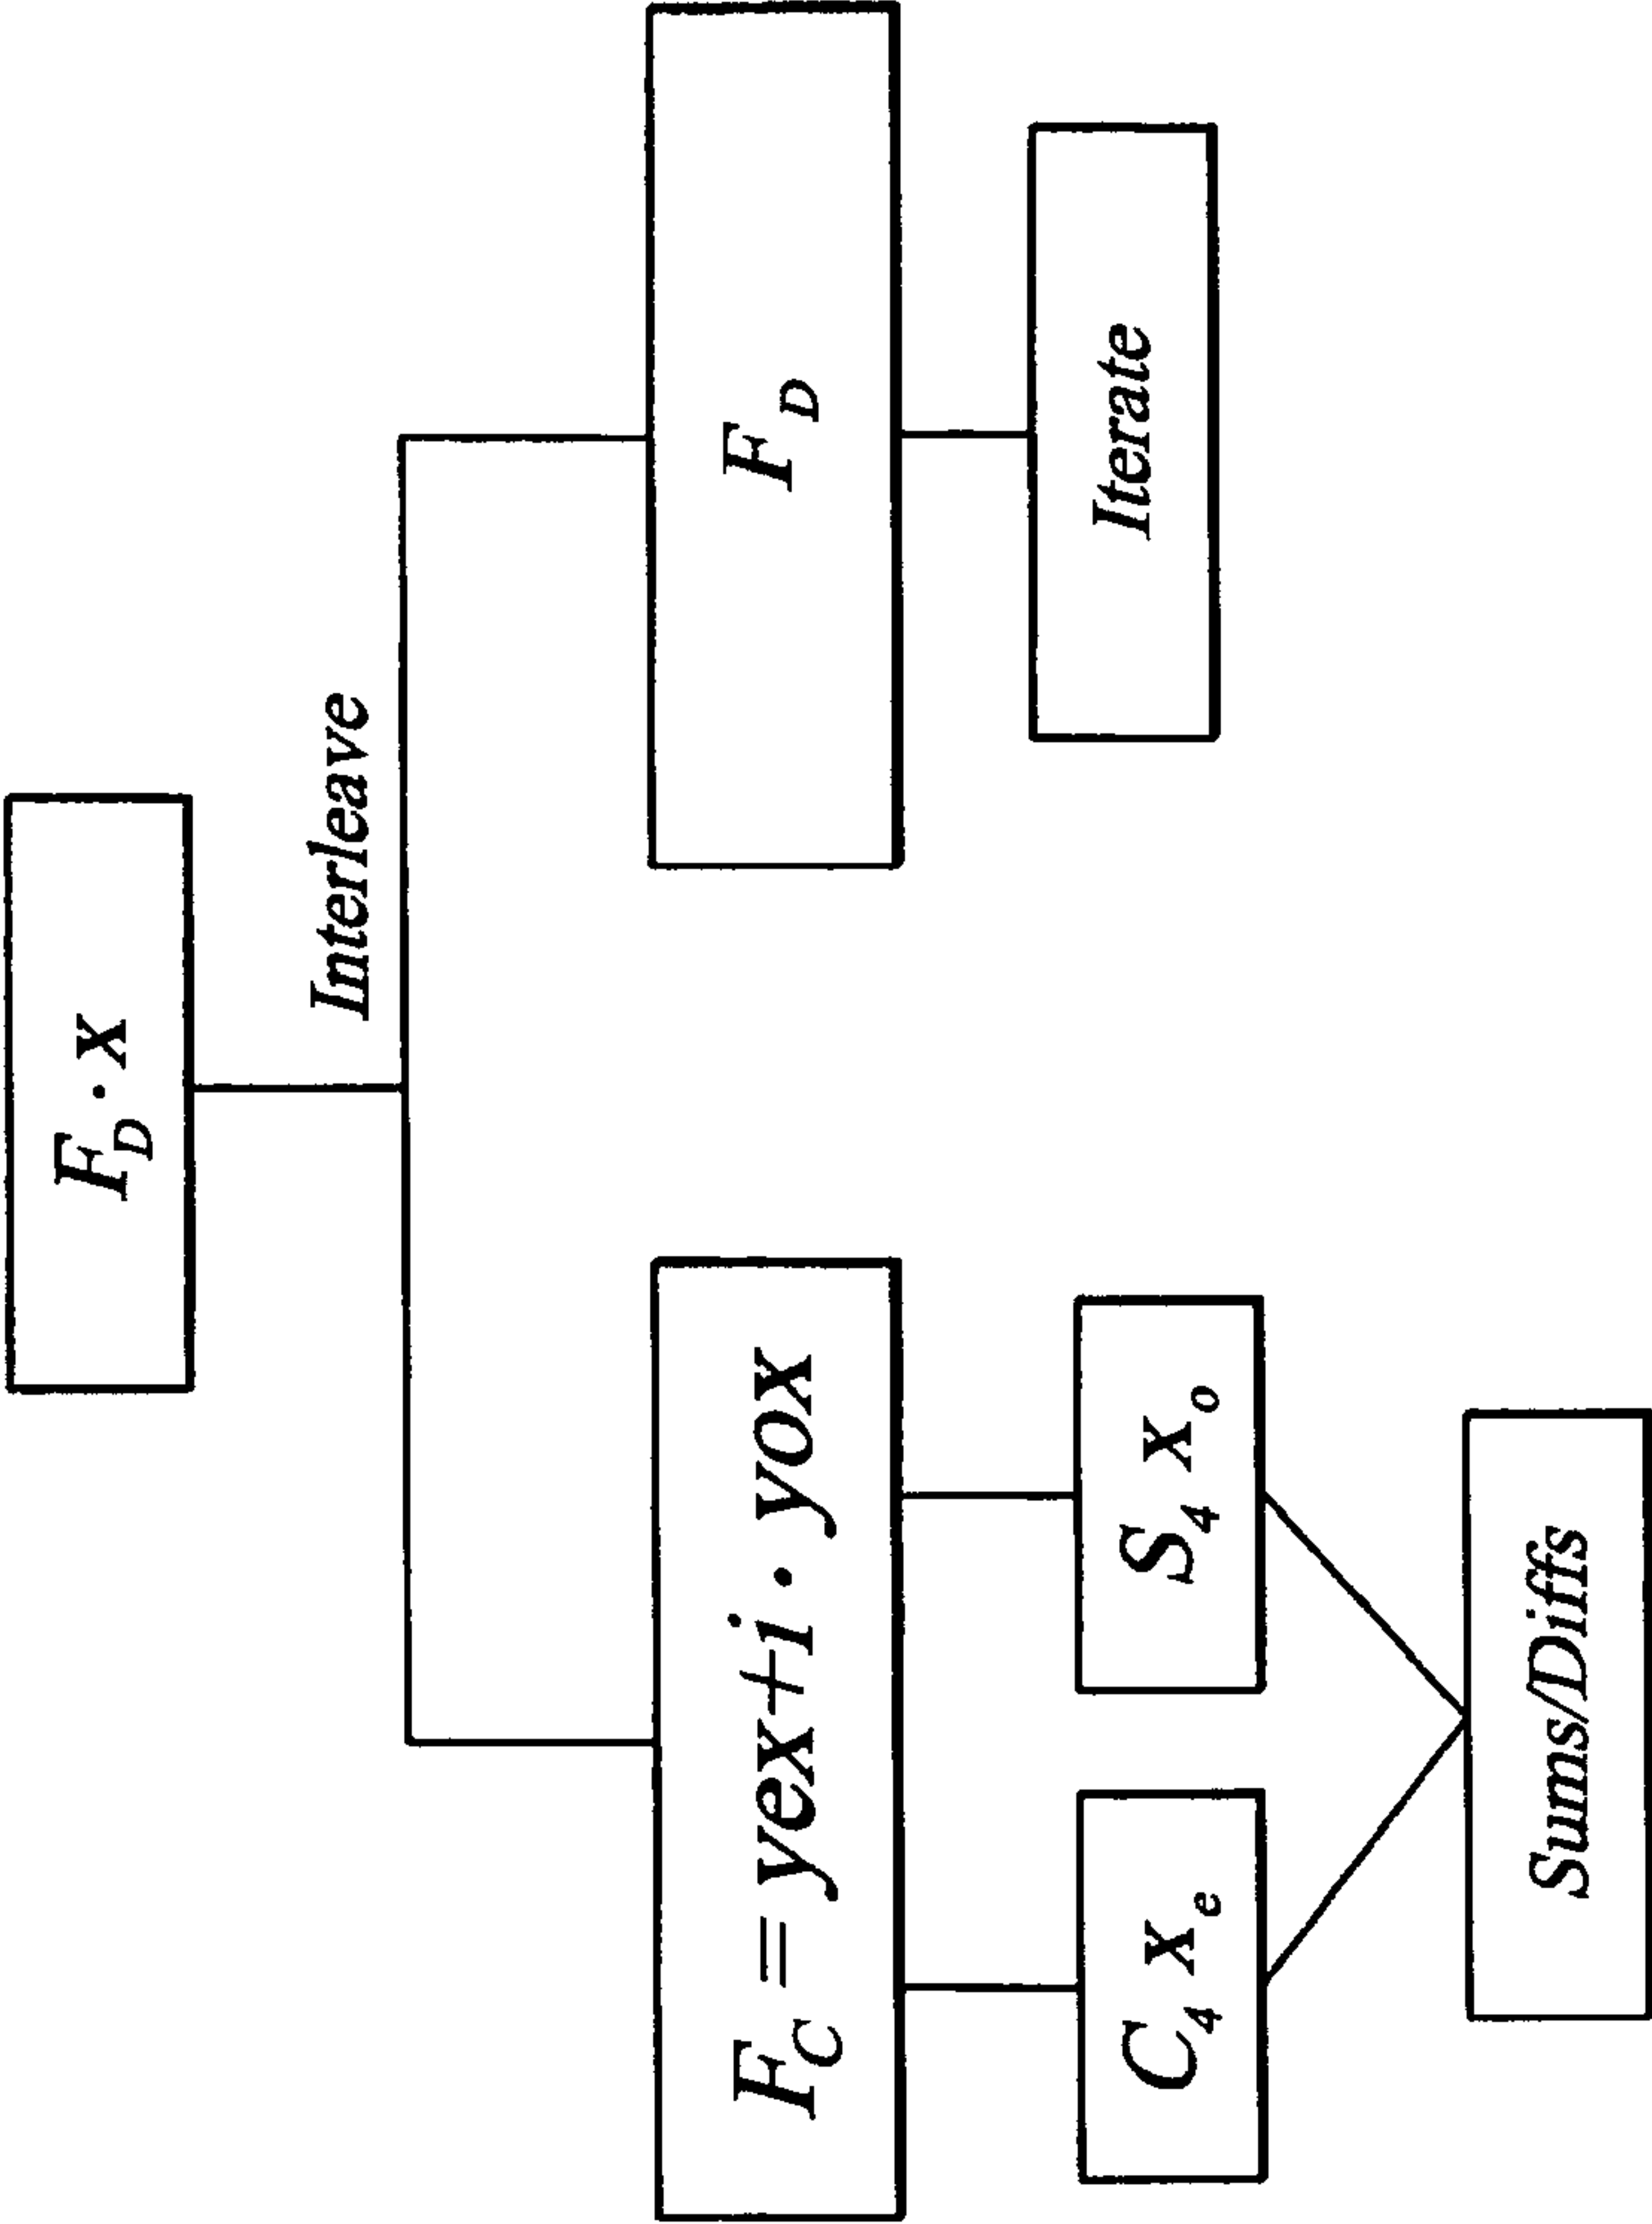 F_D · x
Interleave
F_C = yex+i · yox
F_D
C_4 x_e
S_4 x_o
Iterate
Sums/Diffs